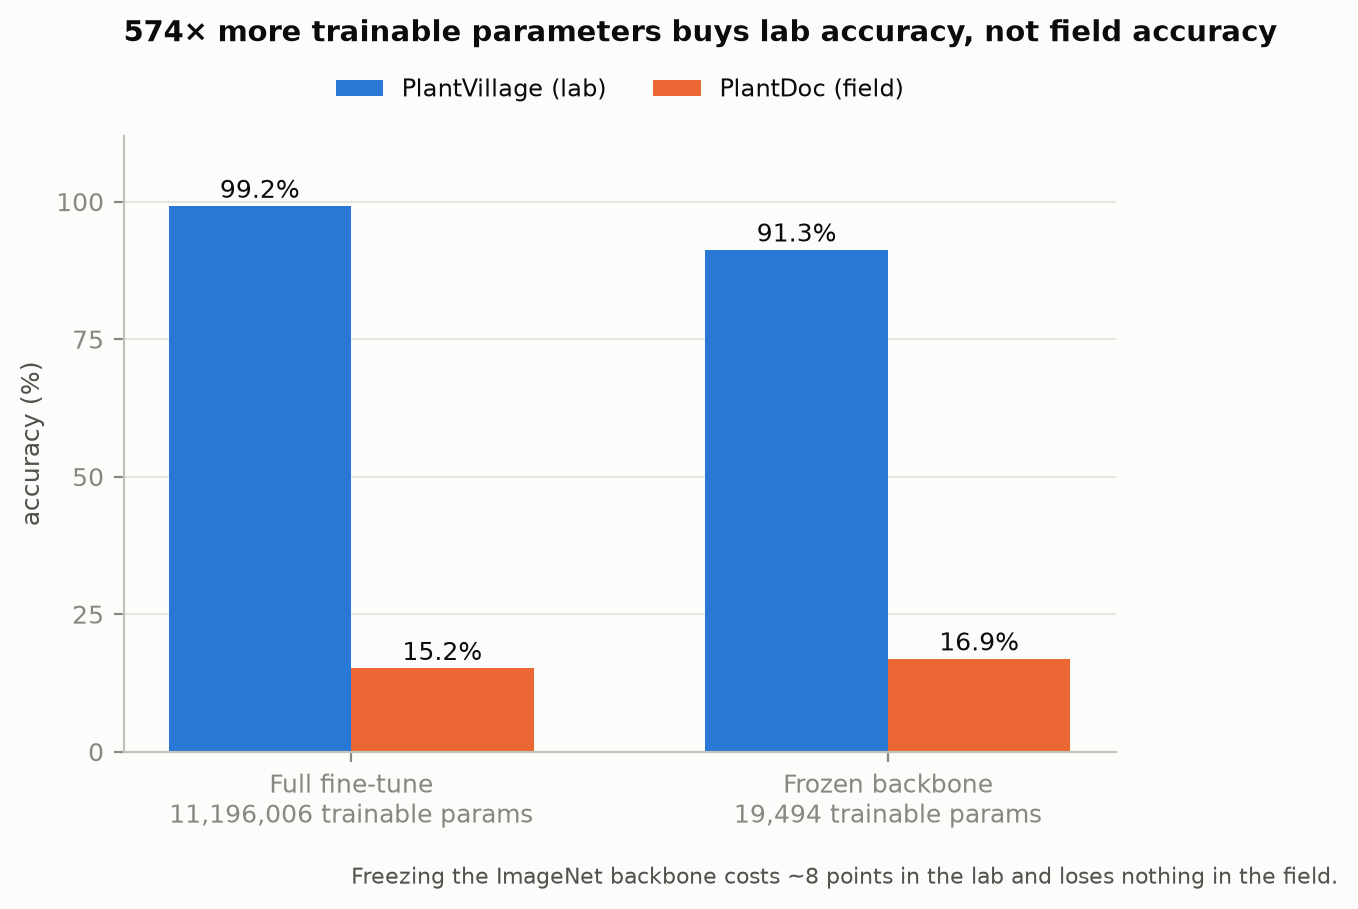 574× more trainable parameters buys lab accuracy, not field accuracy
PlantVillage (lab)
PlantDoc (field)
accuracy (%)
100
75
50
25
0
99.2%
15.2%
91.3%
16.9%
Full fine-tune
11,196,006 trainable params
Frozen backbone
19,494 trainable params
Freezing the ImageNet backbone costs ~8 points in the lab and loses nothing in the field.